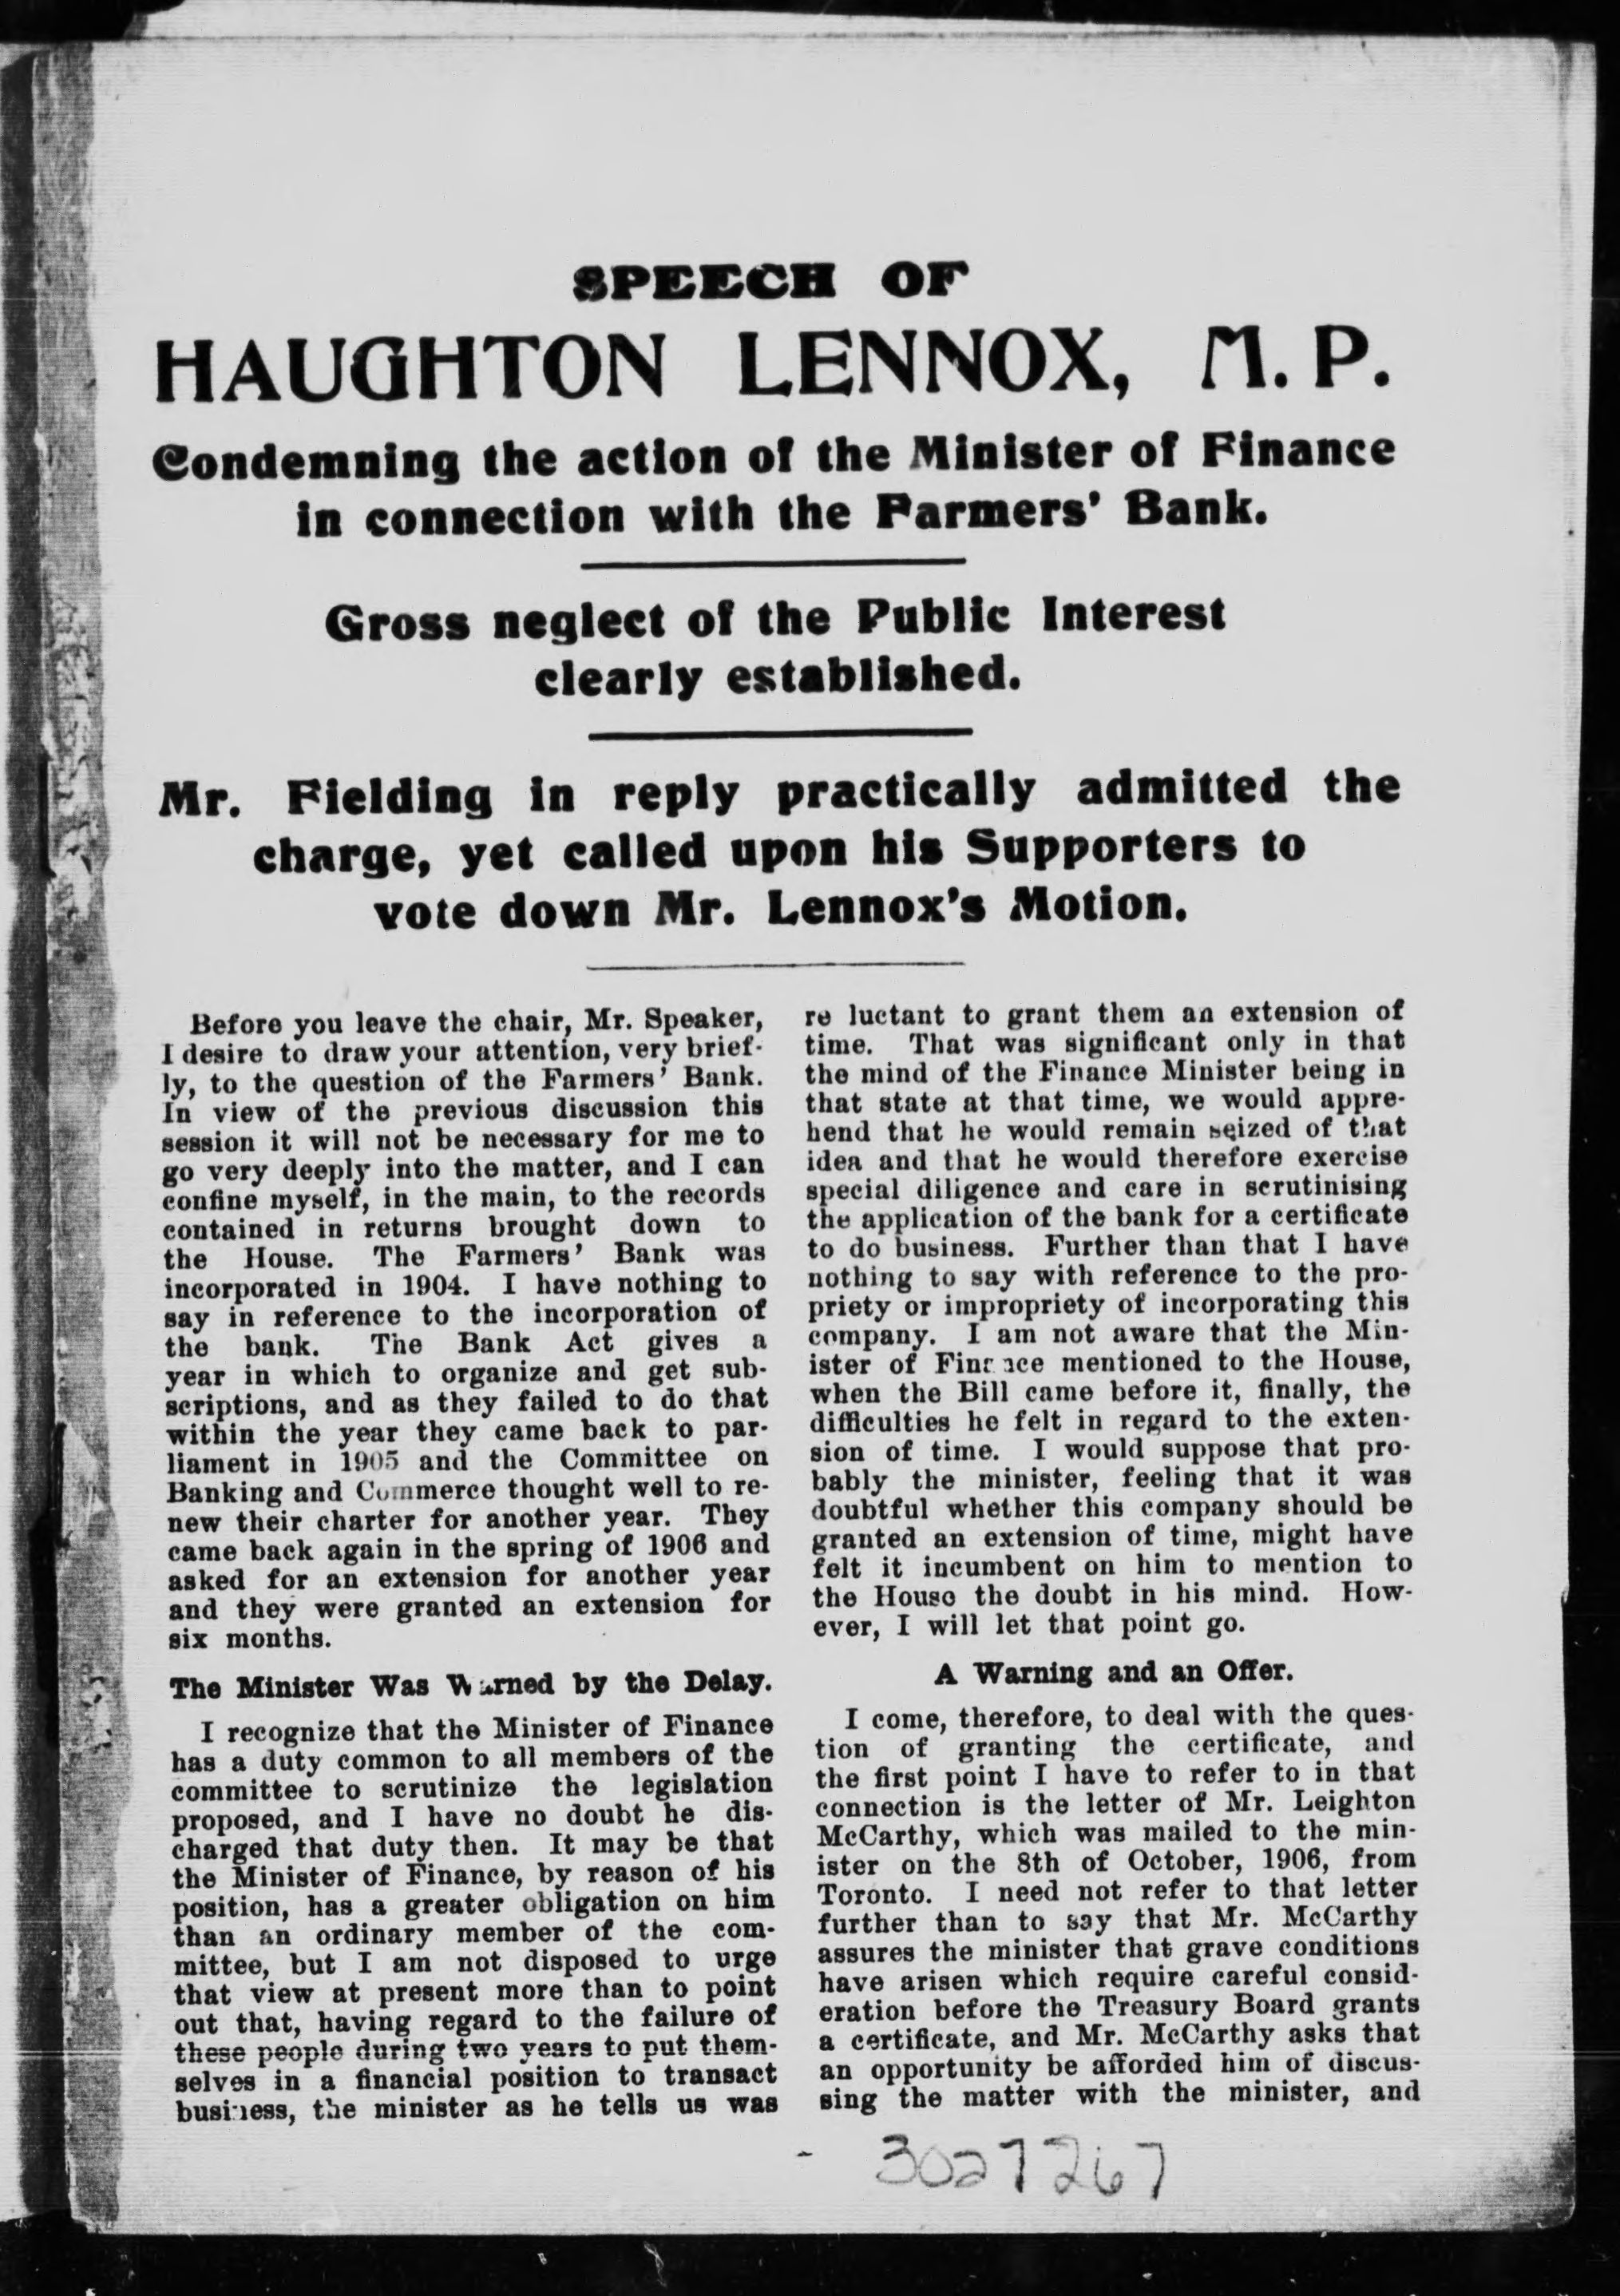 SPEECH OF
HAUGHTON LENNOX, M. P.
Condemning the action of the Minister of Finance
in connection with the Farmers' Bank.
Gross neglect of the Public Interest
clearly established.
Mr. Fielding in reply practically admitted the
charge, yet called upon his Supporters to
vote down Mr. Lennox's Motion.
Before you leave the chair, Mr. Speaker,
I desire to draw your attention, very brief-
ly, to the question of the Farmers' Bank.
In view of the previous discussion this
session it will not be necessary for me to
go very deeply into the matter, and I can
confine myself, in the main, to the records
contained in returns brought down to
the House. The Farmers' Bank was
incorporated in 1904. I have nothing to
say in reference to the incorporation of
the bank. The Bank Act gives a
year in which to organize and get sub-
scriptions, and as they failed to do that
within the year they came back to par-
liament in 1905 and the Committee on
Banking and Commerce thought well to re-
new their charter for another year. They
came back again in the spring of 1906 and
asked for an extension for another year
and they were granted an extension for
six months.
The Minister Was Warned by the Delay.
I recognize that the Minister of Finance
has a duty common to all members of the
committee to scrutinize the legislation
proposed, and I have no doubt he dis-
charged that duty then. It may be that
the Minister of Finance, by reason of his
position, has a greater obligation on him
than an ordinary member of the com-
mittee, but I am not disposed to urge
that view at present more than to point
out that, having regard to the failure of
these people during two years to put them-
selves in a financial position to transact
business, the minister as he tells us was
re luctant to grant them an extension of
time. That was significant only in that
the mind of the Finance Minister being in
that state at that time, we would appre-
hend that he would remain seized of that
idea and that he would therefore exercise
special diligence and care in scrutinising
the application of the bank for a certificate
to do business. Further than that I have
nothing to say with reference to the pro-
priety or impropriety of incorporating this
company. I am not aware that the Min-
ister of Finance mentioned to the House,
when the Bill came before it, finally, the
difficulties he felt in regard to the exten-
sion of time. I would suppose that pro-
bably the minister, feeling that it was
doubtful whether this company should be
granted an extension of time, might have
felt it incumbent on him to mention to
the House the doubt in his mind. How-
ever, I will let that point go.
A Warning and an Offer.
I come, therefore, to deal with the ques-
tion of granting the certificate, and
the first point I have to refer to in that
connection is the letter of Mr. Leighton
McCarthy, which was mailed to the min-
ister on the 8th of October, 1906, from
Toronto. I need not refer to that letter
further than to say that Mr. McCarthy
assures the minister that grave conditions
have arisen which require careful consid-
eration before the Treasury Board grants
a certificate, and Mr. McCarthy asks that
an opportunity be afforded him of discus-
sing the matter with the minister, and
- 3027267